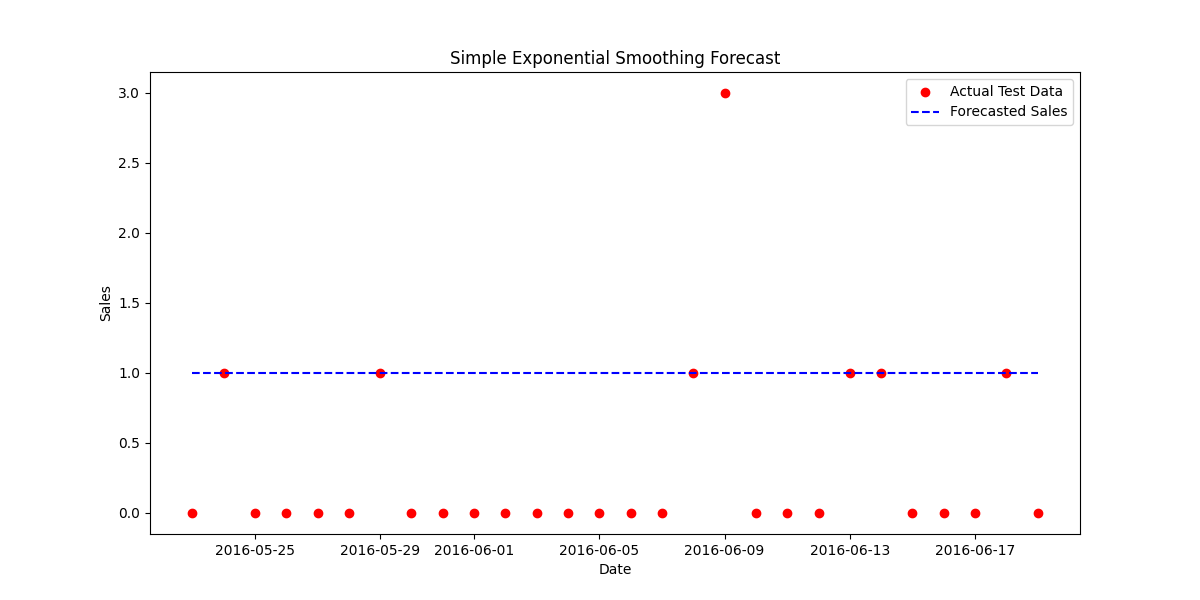 Simple Exponential Smoothing Forecast
Actual Test Data
Forecasted Sales
3.0
2.5
2.0
1.5
1.0
0.5
0.0
Sales
2016-05-25 2016-05-29 2016-06-01 2016-06-05 2016-06-09 2016-06-13 2016-06-17
Date